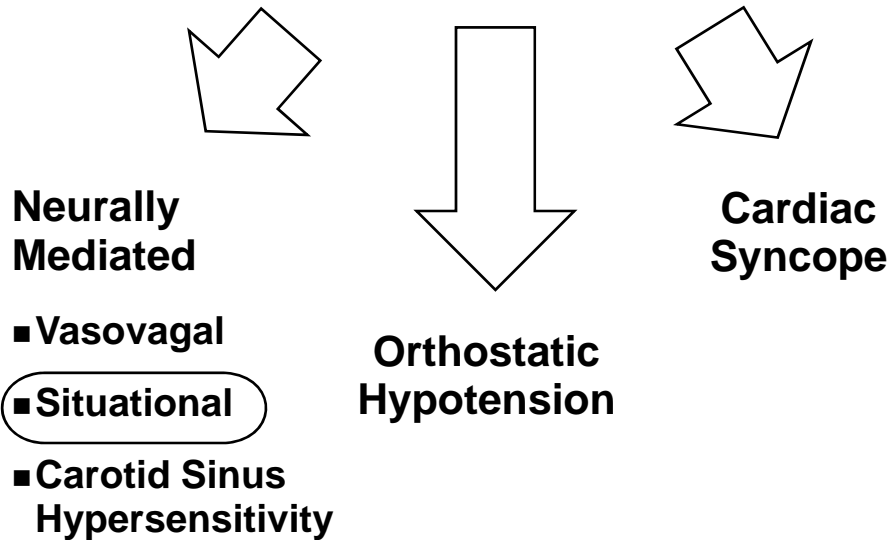 Neurally
Mediated
■Vasovagal
■Situational
■Carotid Sinus
Hypersensitivity
Orthostatic
Hypotension
Cardiac
Syncope